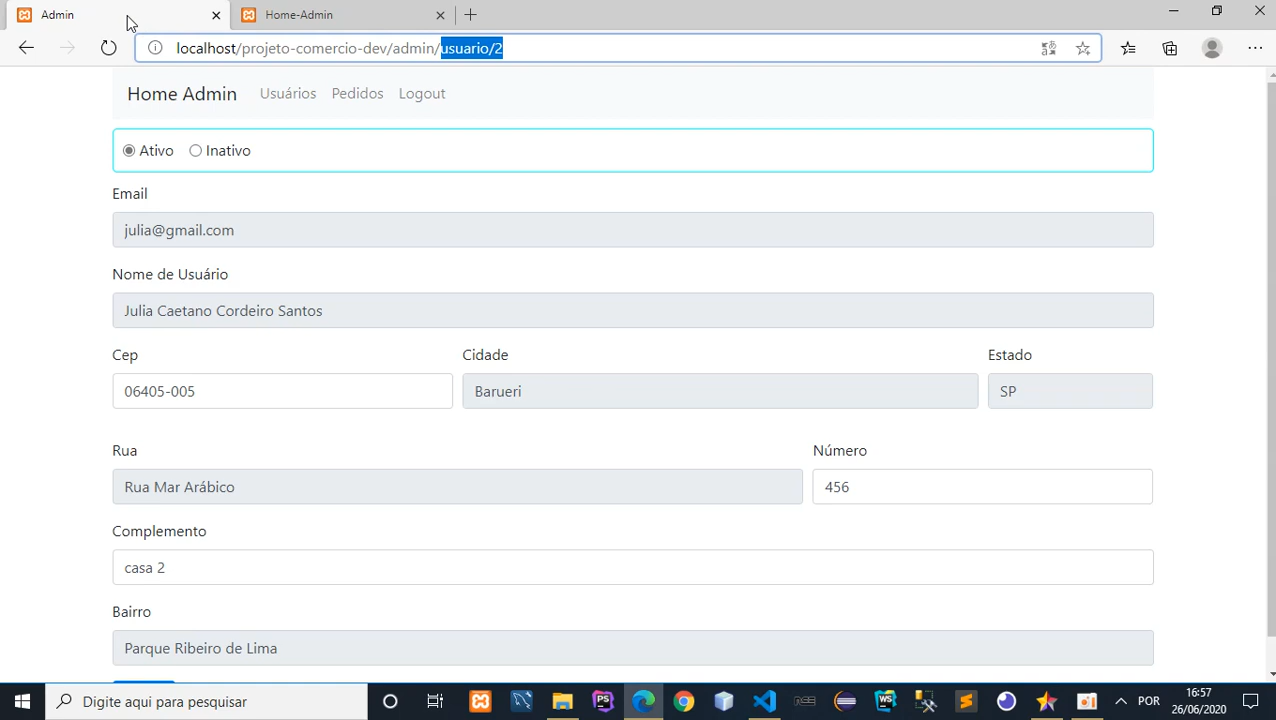 Admin
Home-Admin
localhost/projeto-comercio-dev/admin/usuario/2
Home Admin Usuários Pedidos Logout
Ativo Inativo
Email
julia@gmail.com
Nome de Usuário
Julia Caetano Cordeiro Santos
Cep Cidade Estado
06405-005 Barueri SP
Rua Número
Rua Mar Arábico 456
Complemento
casa 2
Bairro
Parque Ribeiro de Lima
Digite aqui para pesquisar
PS
WS
POR
16:57
26/06/2020